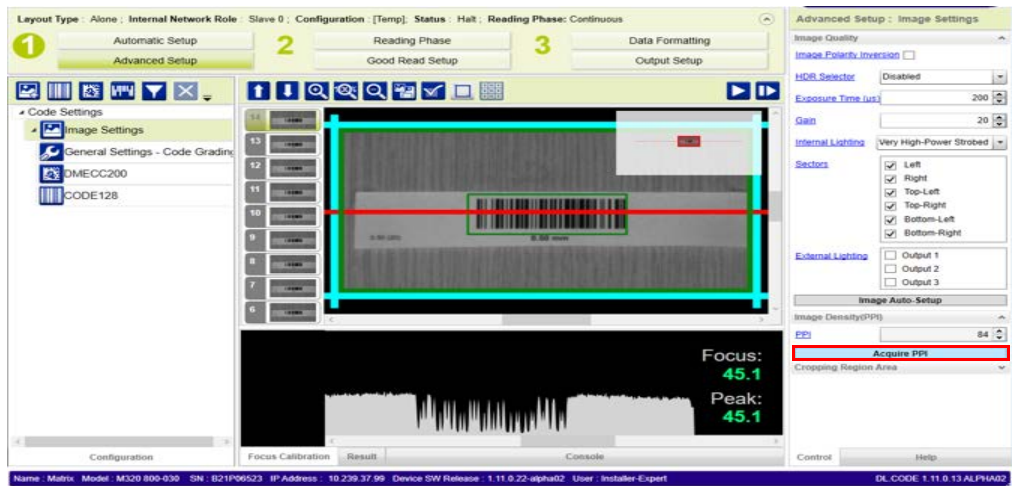 Layout Type : Alone ; Internal Network Role : Slave 0 ; Configuration : [Temp]; Status : Halt ; Reading Phase: Continuous
1
Automatic Setup
Advanced Setup
2
Reading Phase
Good Read Setup
3
Data Formatting
Output Setup
Code Settings
Image Settings
General Settings - Code Grading
DMECC200
CODE128
Configuration
14
13
12
11
10
9
8
7
6
0.50 (20)
0.50 mm
Focus:
45.1
Peak:
45.1
Focus Calibration
Result
Console
Advanced Setup : Image Settings
Image Quality
Image Polarity Inversion
HDR Selector Disabled
Exposure Time (us) 200
Gain 20
Internal Lighting Very High-Power Strobed
Sectors
Left
Right
Top-Left
Top-Right
Bottom-Left
Bottom-Right
External Lighting
Output 1
Output 2
Output 3
Image Auto-Setup
Image Density(PPI)
PPI 84
Acquire PPI
Cropping Region Area
Control
Help
Name : Matrix Model : M320 800-030 SN : B21P06523 IP Address : 10.239.37.99 Device SW Release : 1.11.0.22-alpha02 User : Installer-Expert
DL.CODE 1.11.0.13 ALPHA02